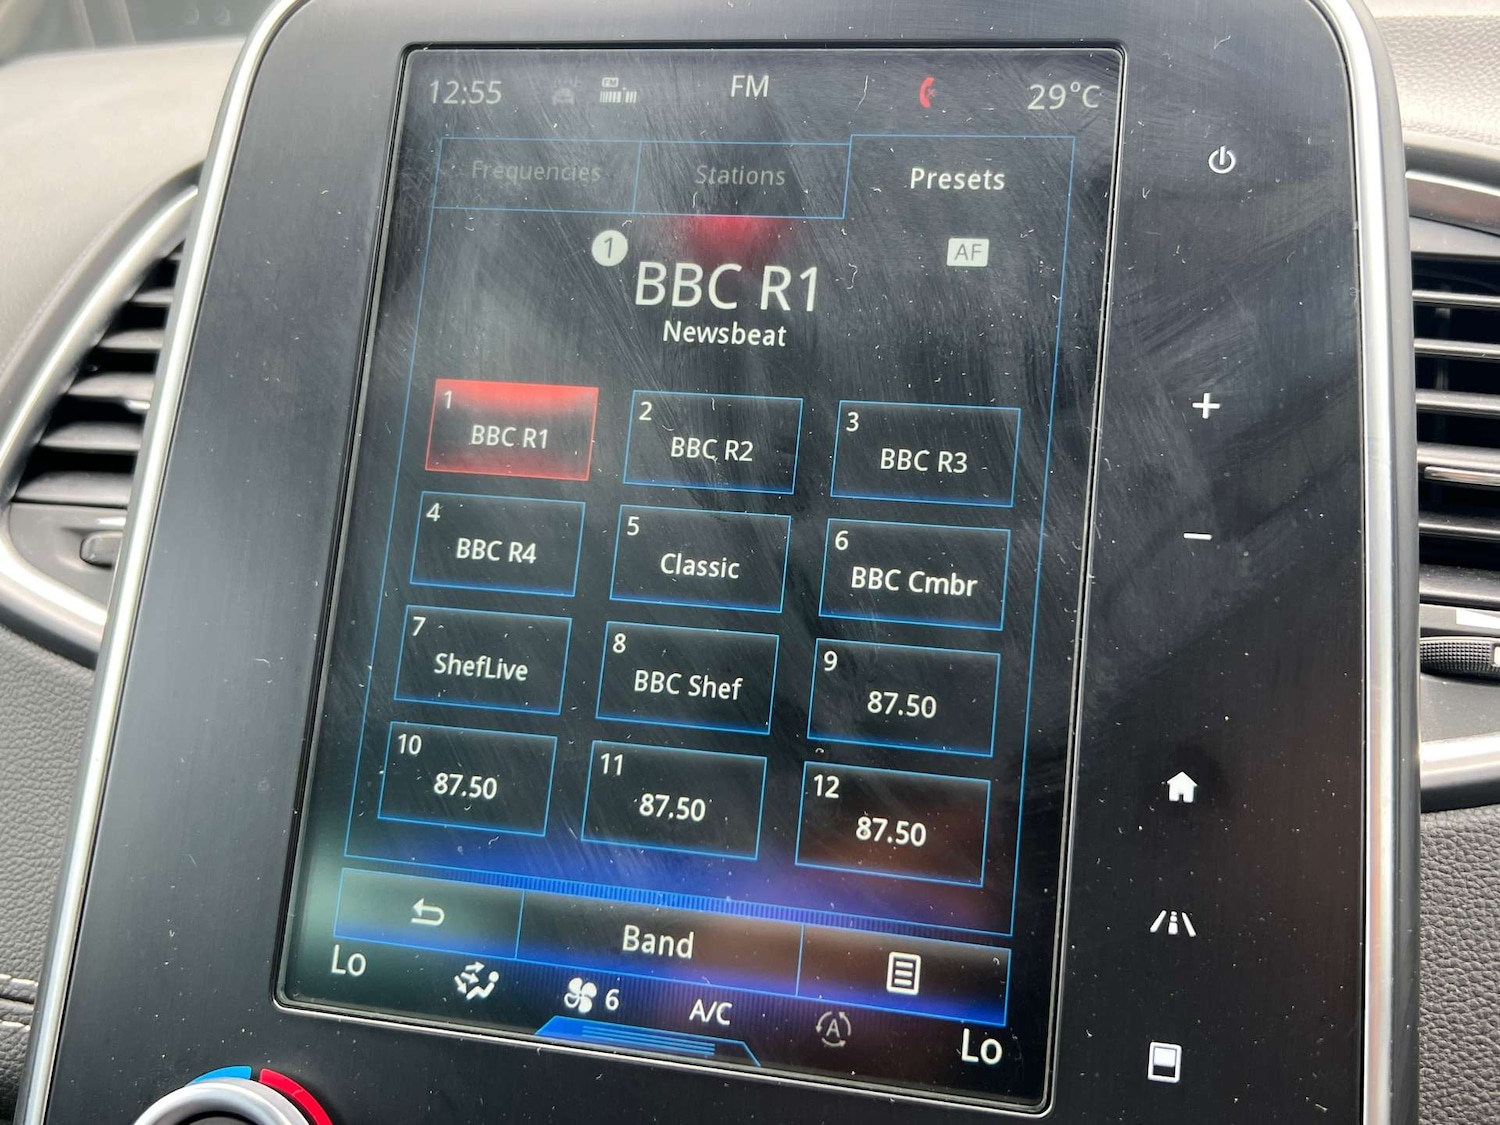 12:55 FM FM 29°C
Frequencies Stations Presets
1 AF
BBC R1
Newsbeat
1 BBC R1
2 BBC R2
3 BBC R3
4 BBC R4
5 Classic
6 BBC Cmbr
7 ShefLive
8 BBC Shef
9 87.50
10 87.50
11 87.50
12 87.50
Band
Lo 6 A/C A Lo